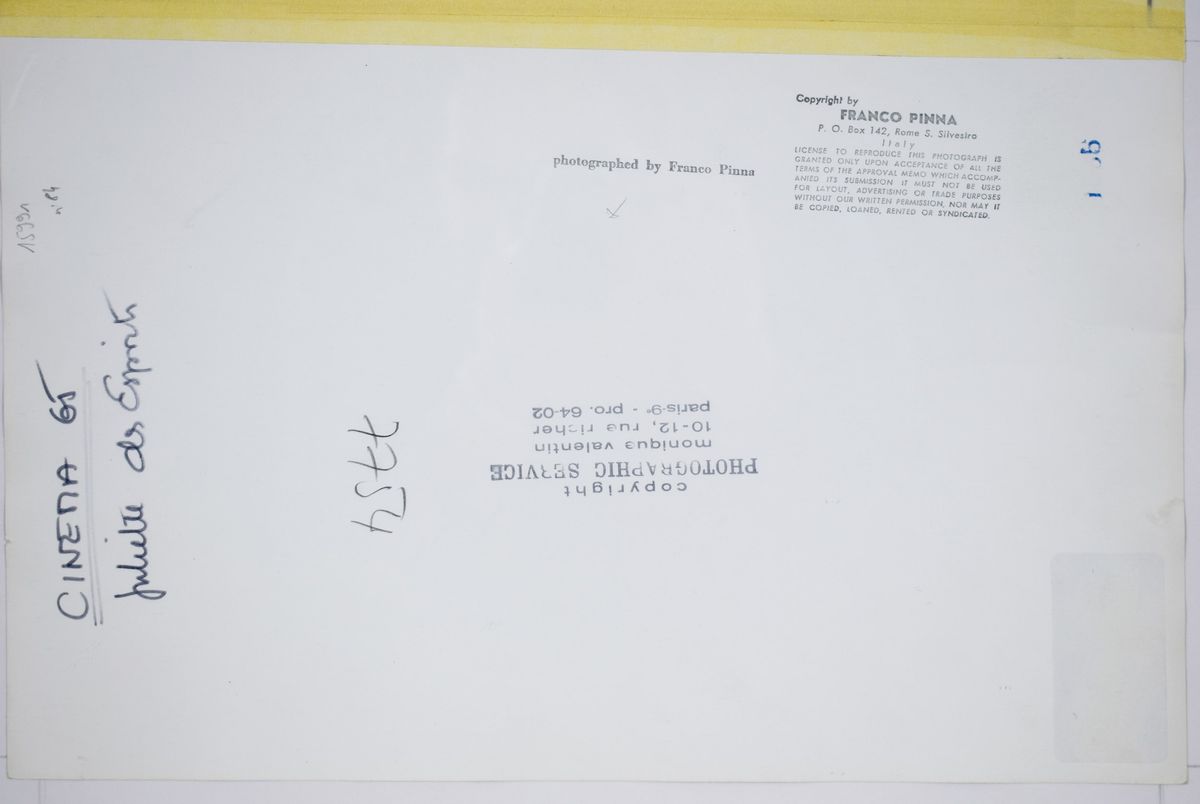 Copyright by
FRANCO PINNA
P. O. Box 142, Rome S. Silvestro
Italy
LICENSE TO REPRODUCE THIS PHOTOGRAPH IS
GRANTED ONLY UPON ACCEPTANCE OF ALL THE
TERMS OF THE APPROVAL MEMO WHICH ACCOMP-
ANIED ITS SUBMISSION IT MUST NOT BE USED
FOR LAYOUT, ADVERTISING OR TRADE PURPOSES
WITHOUT OUR WRITTEN PERMISSION, NOR MAY IT
BE COPIED, LOANED, RENTED OR SYNDICATED.
photographed by Franco Pinna
copyright
PHOTOGRAPHIC SERVICE
monique valentin
10-12, rue richer
paris-9e - pro. 64-02
CINEMA 65
Juliette des Esprits
n° 84